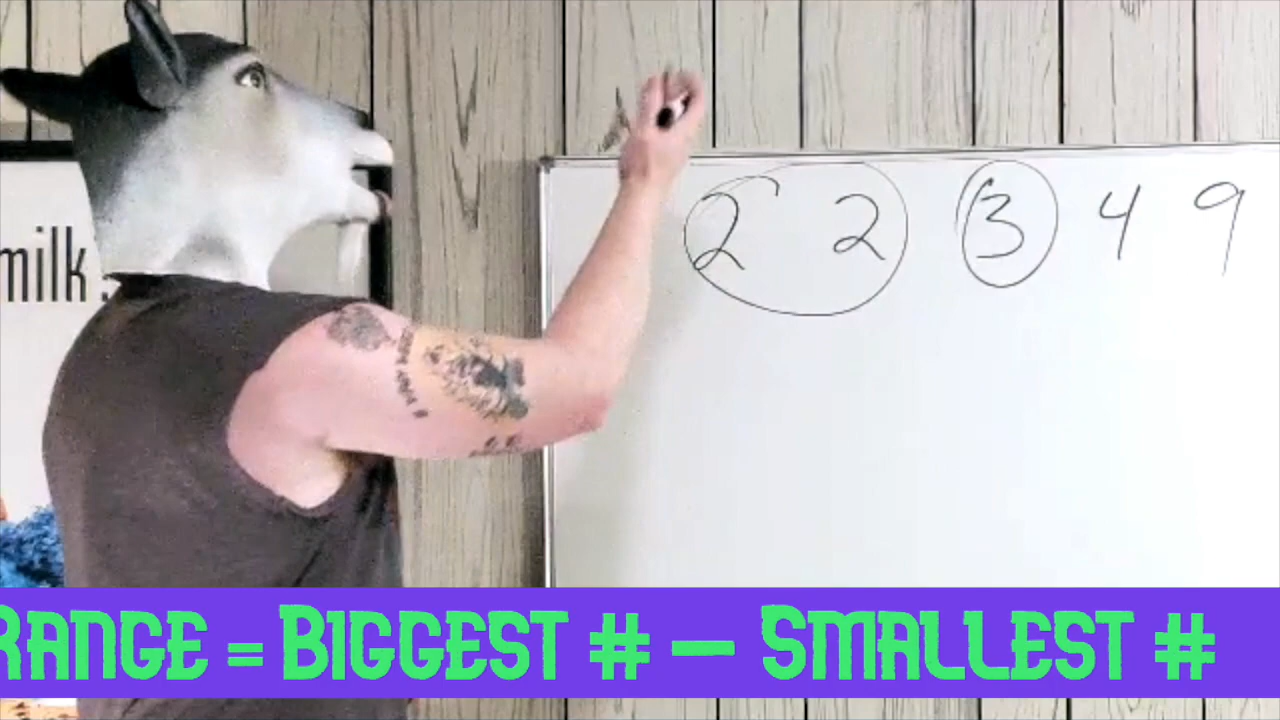 2 2 3 4 9
milk.
RANGE = BIGGEST # – SMALLEST #